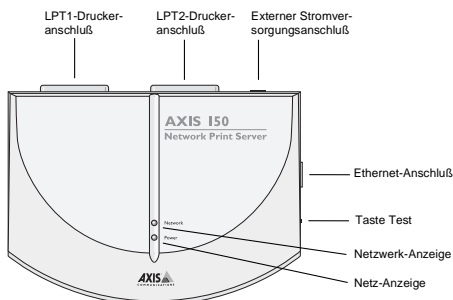 LPT1-Drucker-
anschluß
LPT2-Drucker-
anschluß
Externer Stromver-
sorgungsanschluß
AXIS 150
Network Print Server
Ethernet-Anschluß
Network
Taste Test
Power
Netzwerk-Anzeige
AXIS
COMMUNICATIONS
Netz-Anzeige